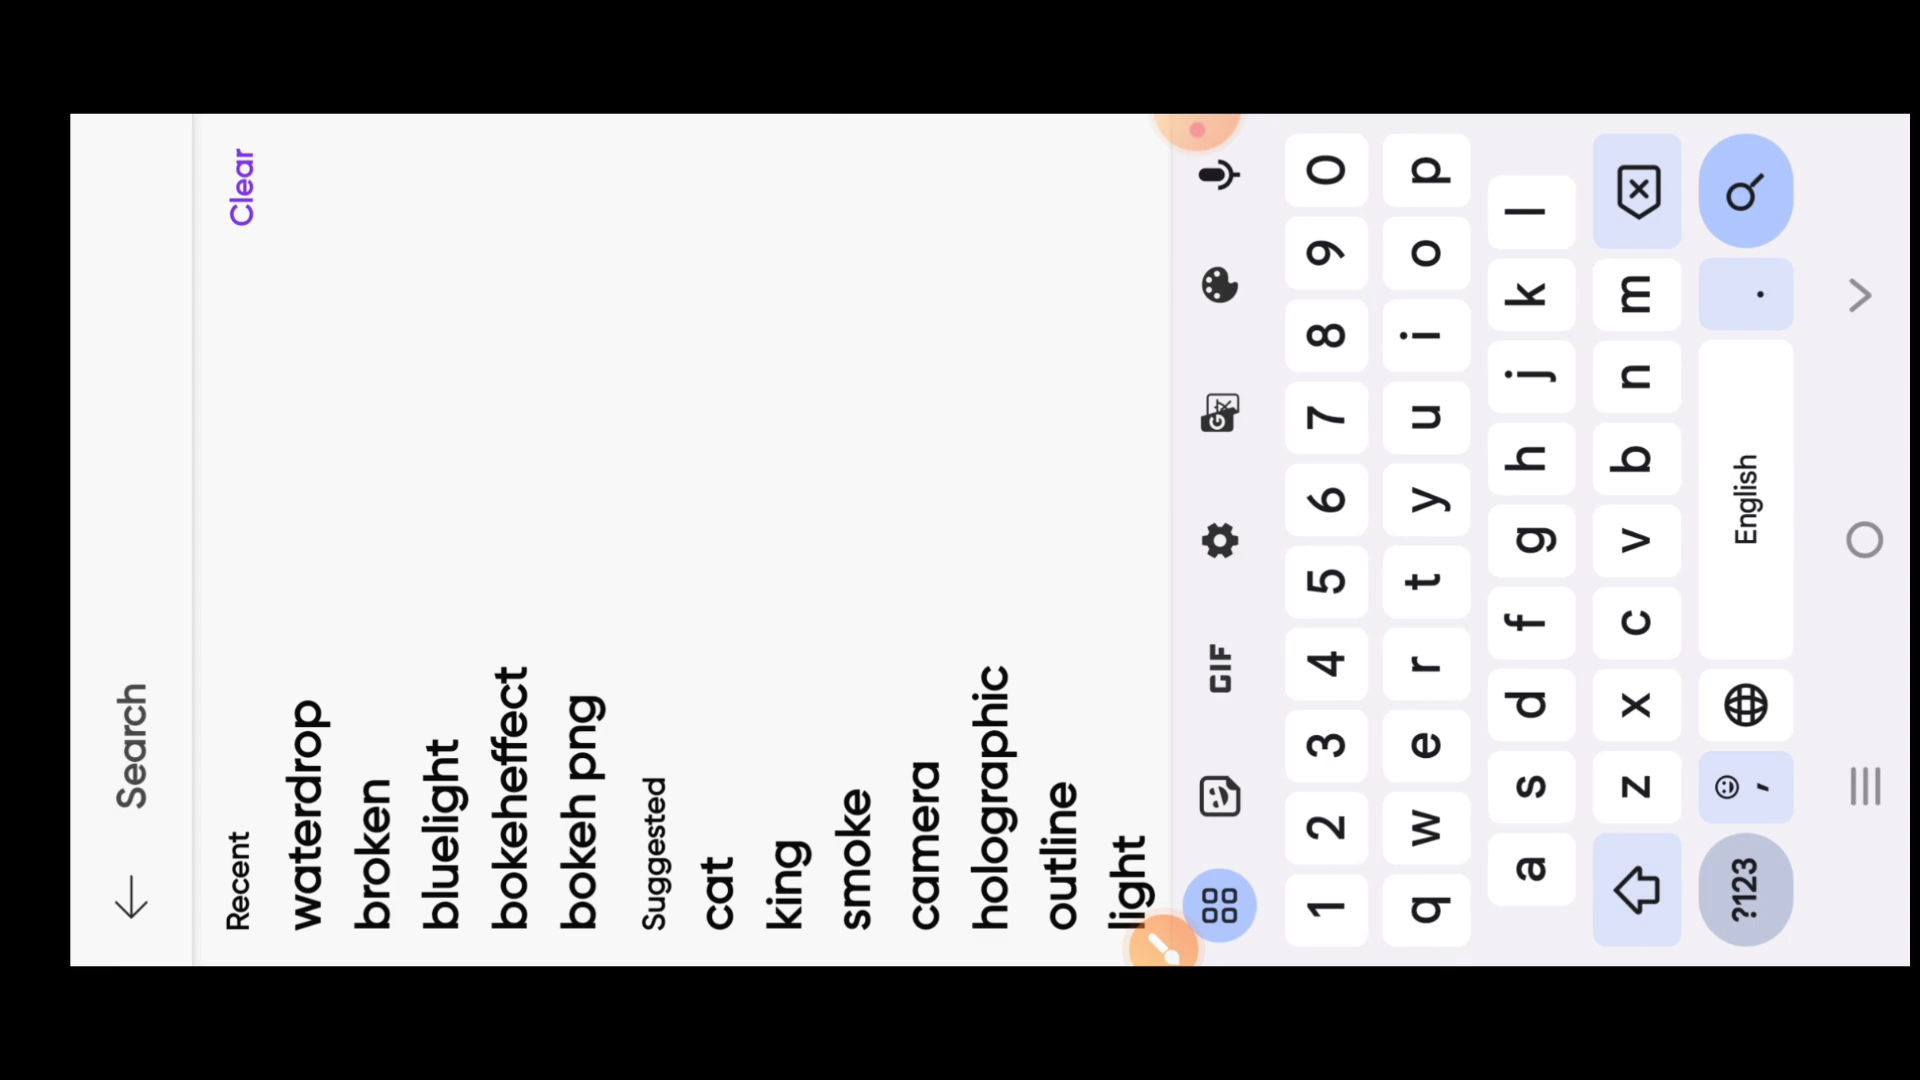 Search
Recent
Clear
waterdrop
broken
bluelight
bokeheffect
bokeh png
Suggested
cat
king
smoke
camera
holographic
outline
light
GIF
1 2 3 4 5 6 7 8 9 0
q w e r t y u i o p
a s d f g h j k l
z x c v b n m
?123 , English .